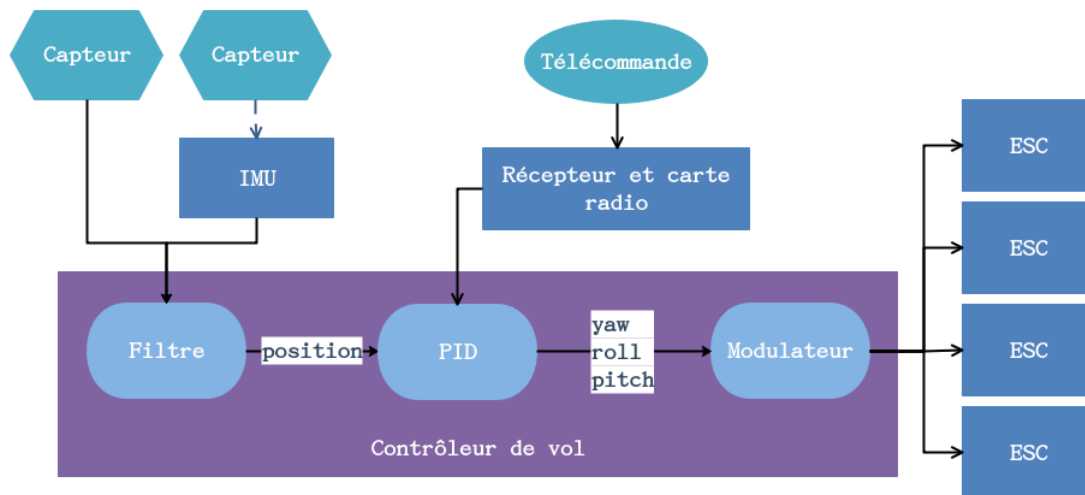 Capteur
Capteur
Télécommande
IMU
Récepteur et carte
radio
ESC
ESC
ESC
ESC
Filtre
position
PID
yaw
roll
pitch
Modulateur
Contrôleur de vol